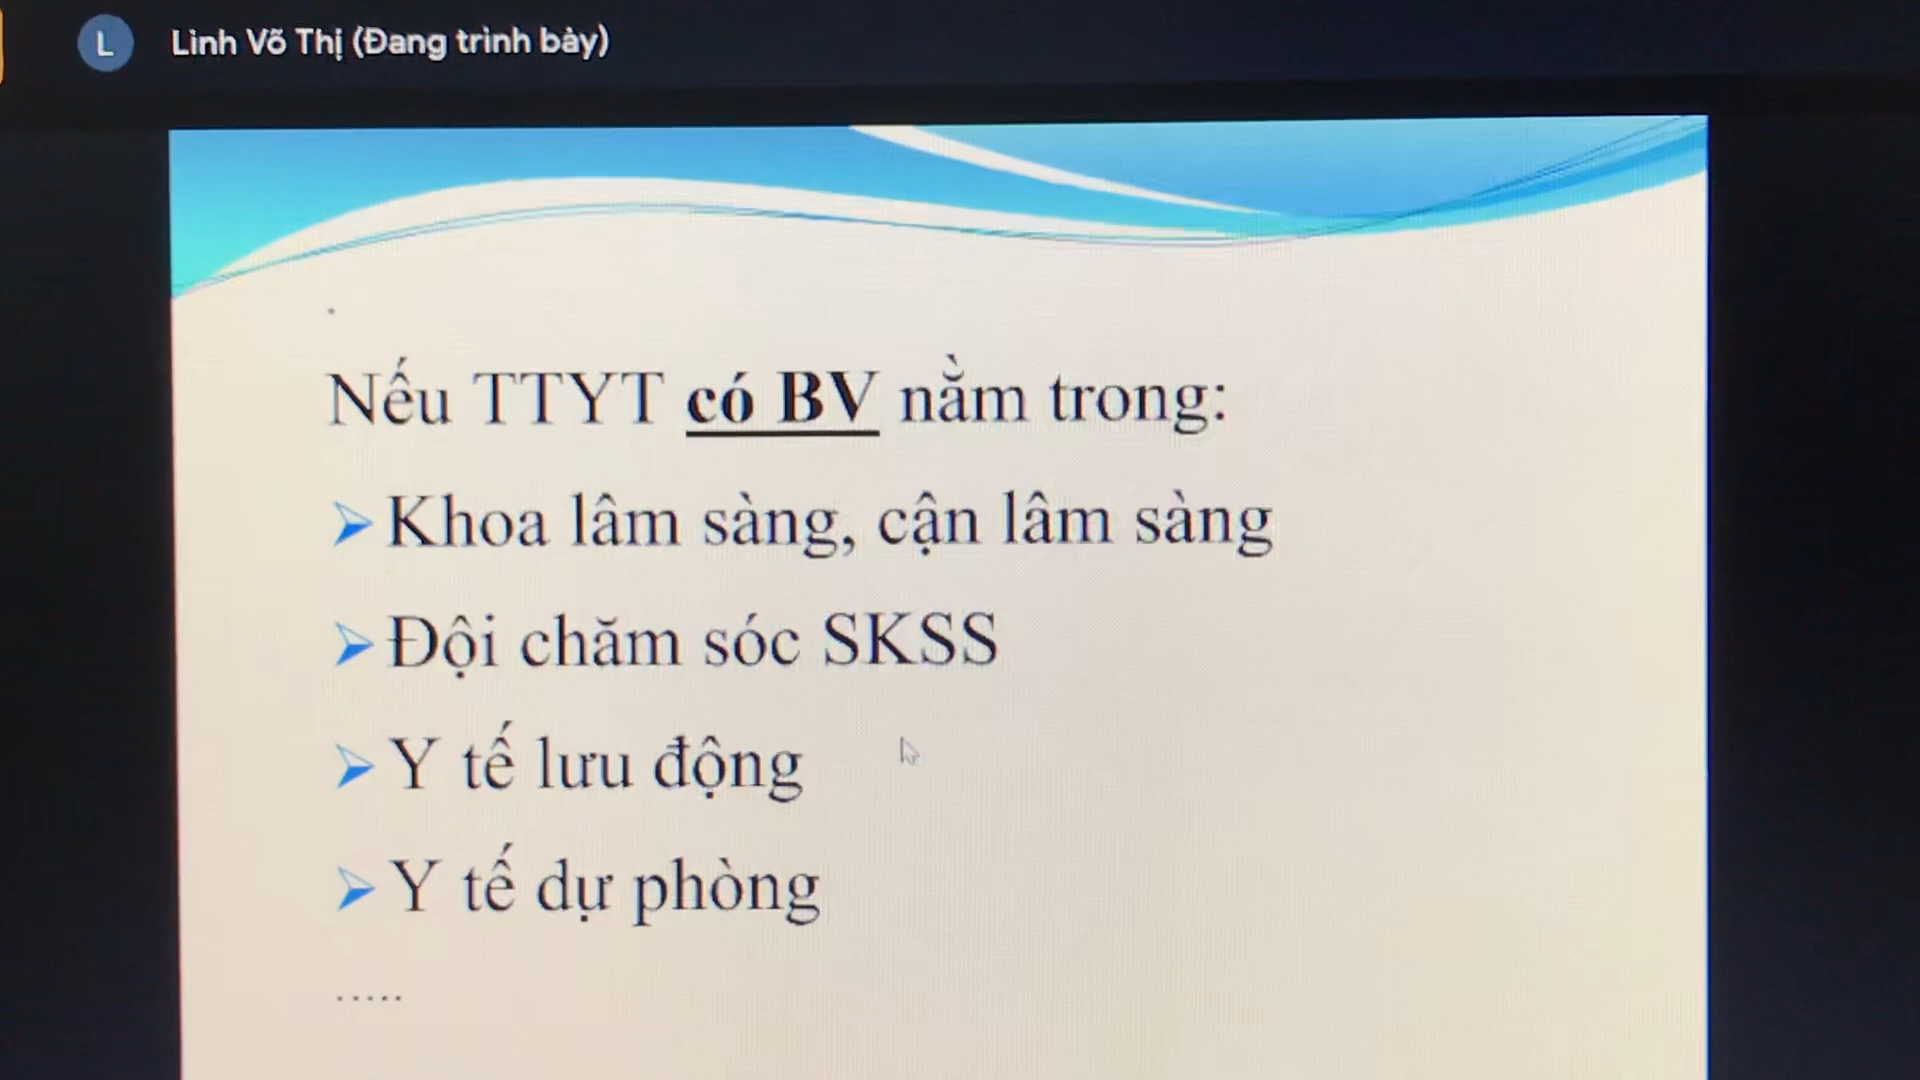 L Linh Võ Thị (Đang trình bày)
Nếu TTYT có BV nằm trong:
Khoa lâm sàng, cận lâm sàng
Đội chăm sóc SKSS
Y tế lưu động
Y tế dự phòng
.....